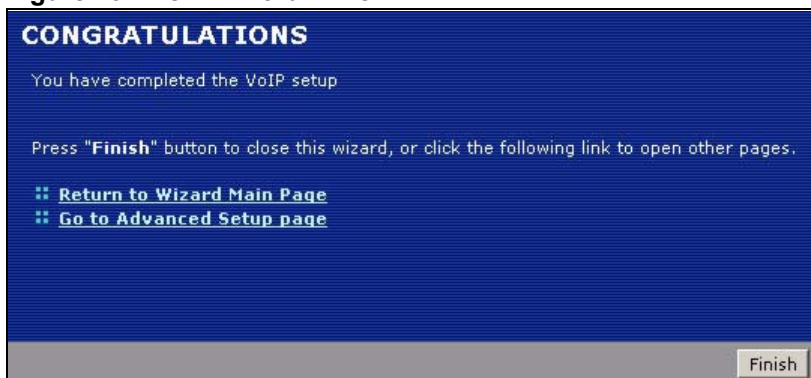 CONGRATULATIONS
You have completed the VoIP setup
Press "Finish" button to close this wizard, or click the following link to open other pages.
Return to Wizard Main Page
Go to Advanced Setup page
Finish